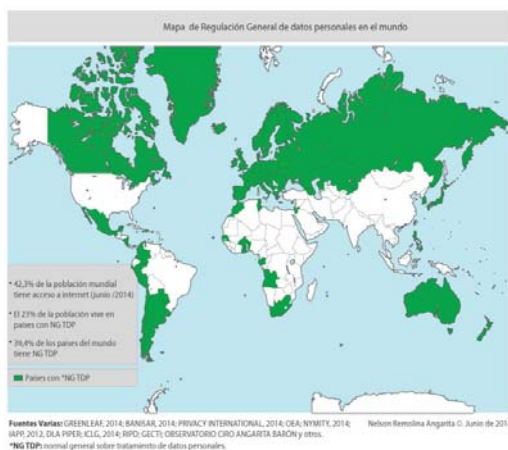 Mapa de Regulación General de datos personales en el mundo
• 42,3% de la población mundial
tiene acceso a internet (junio /2014)
• El 23% de la población vive en
países con NG TDP
• 39,4% de los países del mundo
tiene NG TDP
Países con *NG TDP
Fuentes Varias: GREENLEAF, 2014; BANISAR, 2014; PRIVACY INTERNATIONAL, 2014; OEA; NYMITY, 2014;
Nelson Remolina Angarita ©. Junio de 201
IAPP, 2012, DLA PIPER; ICLG, 2014; RIPD; GECTI; OBSERVATORIO CIRO ANGARITA BARÓN y otros.
*NG TDP: normal general sobre tratamiento de datos personales.